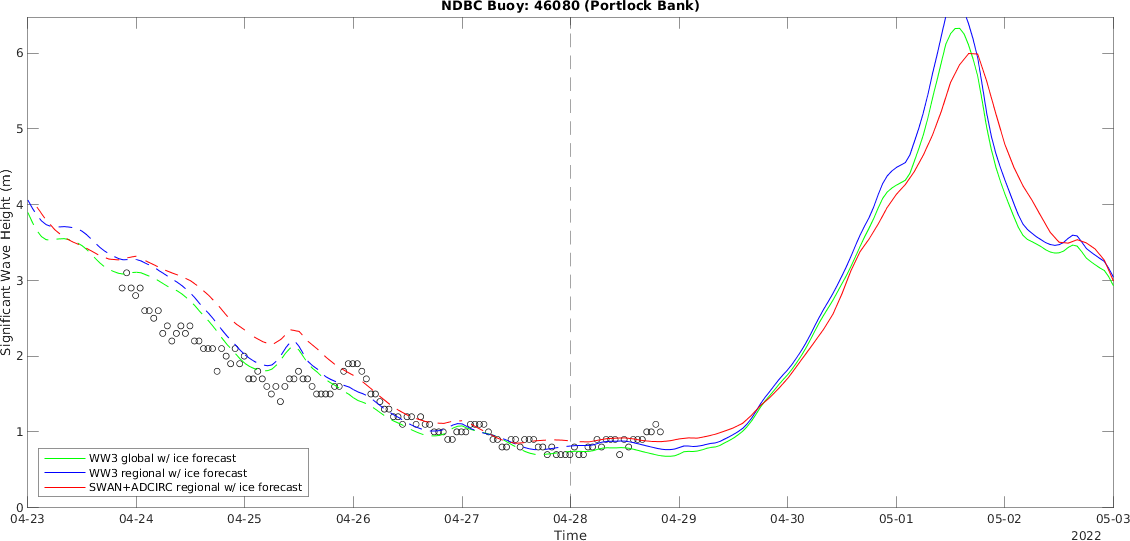 NDBC Buoy: 46080 (Portlock Bank)
Significant Wave Height (m)
6
5
4
3
2
1
0
WW3 global w/ ice forecast
WW3 regional w/ ice forecast
SWAN+ADCIRC regional w/ ice forecast
04-23 04-24 04-25 04-26 04-27 04-28 04-29 04-30 05-01 05-02 05-03
Time
2022